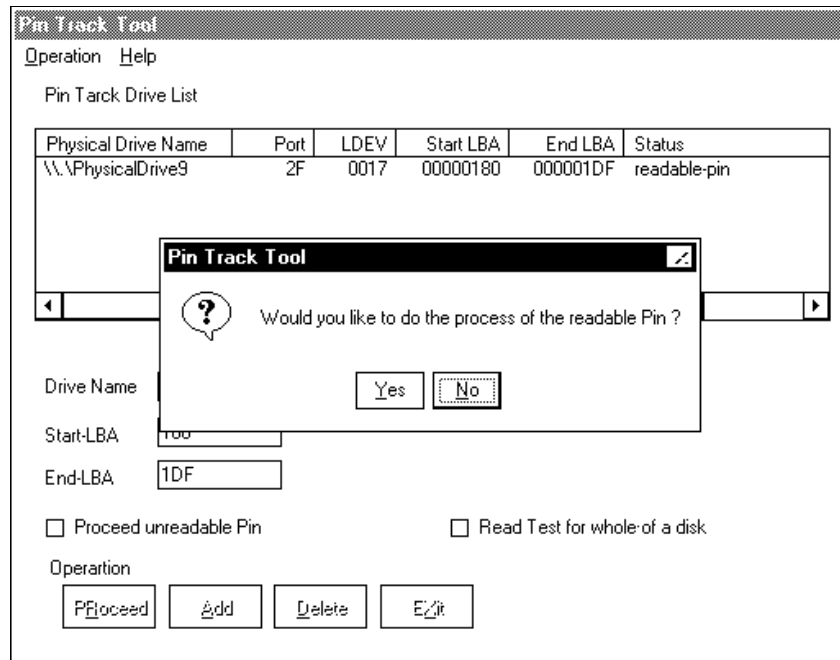 Pin Track Tool
Operation Help
Pin Tarck Drive List
Physical Drive Name Port LDEV Start LBA End LBA Status
\\.\PhysicalDrive9 2F 0017 00000180 000001DF readable-pin
Pin Track Tool
Would you like to do the process of the readable Pin ?
Yes No
Drive Name
Start-LBA
End-LBA 1DF
Proceed unreadable Pin Read Test for whole of a disk
Operartion
PRoceed Add Delete EXit